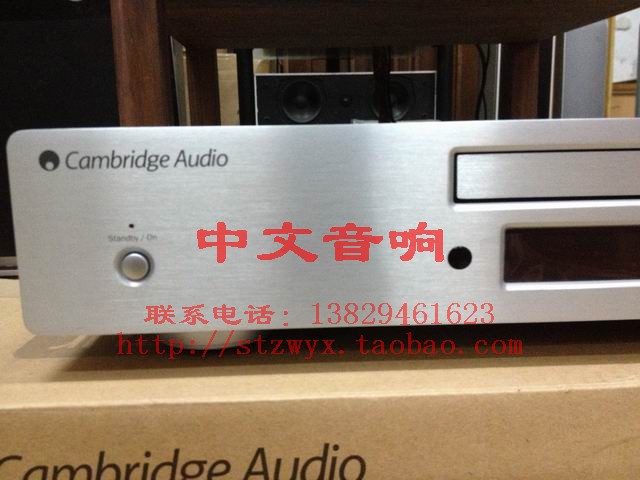 Cambridge Audio
Standby / On
中文音响
联系电话: 13829461623
http://stzwyx.taobao.com
Cambridge Audio